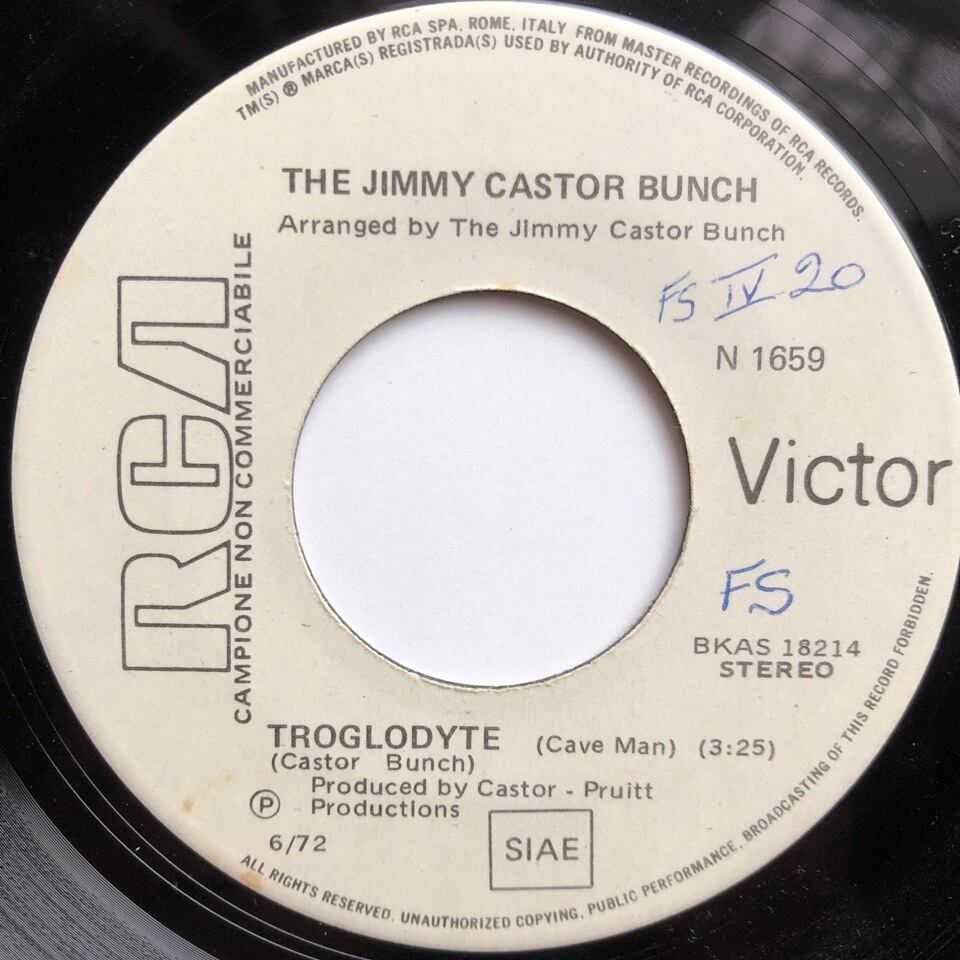 MANUFACTURED BY RCA SPA. ROME, ITALY FROM MASTER RECORDINGS OF RCA RECORDS.
TM(S) ® MARCA(S) REGISTRADA(S) USED BY AUTHORITY OF RCA CORPORATION.
THE JIMMY CASTOR BUNCH
Arranged by The Jimmy Castor Bunch
FS IV 20
N 1659
RCA
CAMPIONE NON COMMERCIABILE
Victor
FS
BKAS 18214
STEREO
TROGLODYTE (Cave Man) (3:25)
(Castor Bunch)
Produced by Castor - Pruitt
℗ Productions
6/72
SIAE
ALL RIGHTS RESERVED. UNAUTHORIZED COPYING, PUBLIC PERFORMANCE, BROADCASTING OF THIS RECORD FORBIDDEN.